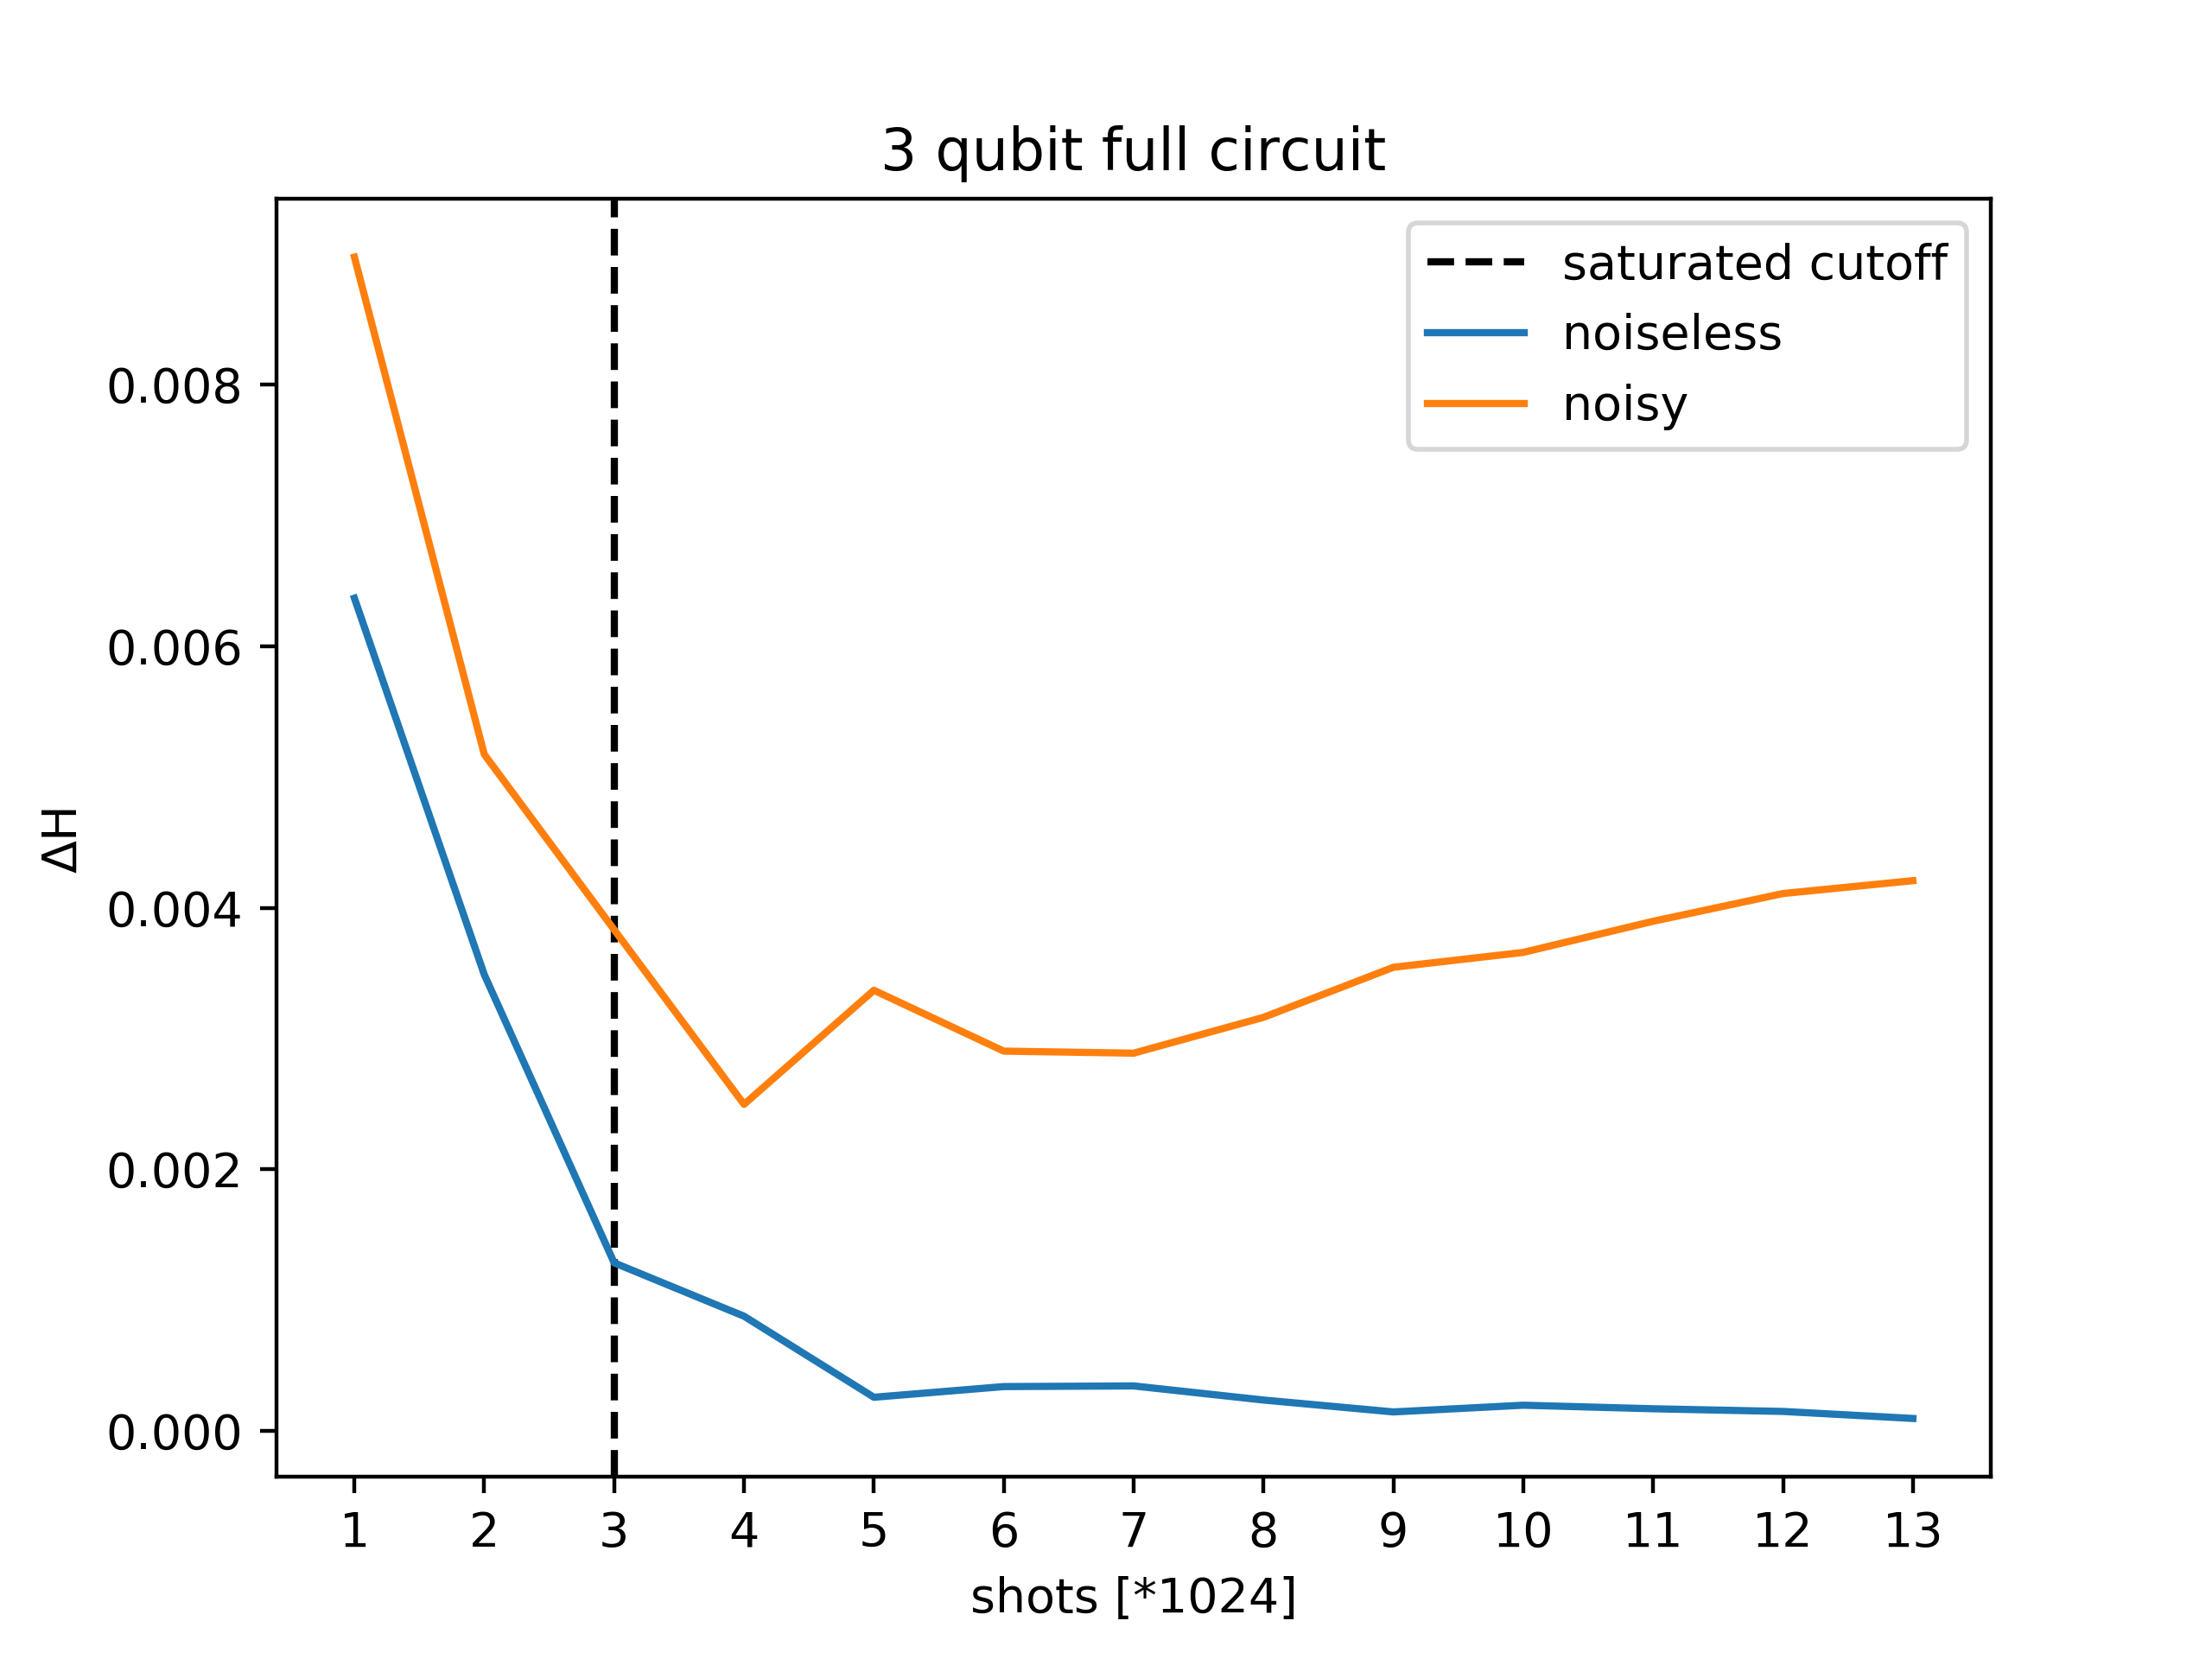 3 qubit full circuit
saturated cutoff
noiseless
noisy
ΔH
0.008
0.006
0.004
0.002
0.000
1 2 3 4 5 6 7 8 9 10 11 12 13
shots [*1024]